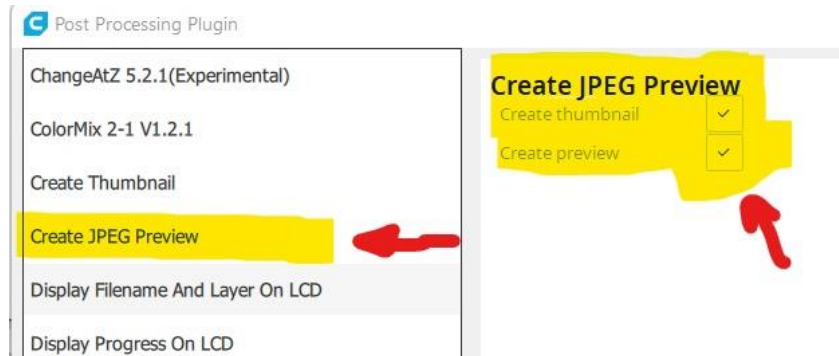 Post Processing Plugin
ChangeAtZ 5.2.1(Experimental)
ColorMix 2-1 V1.2.1
Create Thumbnail
Create JPEG Preview
Display Filename And Layer On LCD
Display Progress On LCD
Create JPEG Preview
Create thumbnail
Create preview